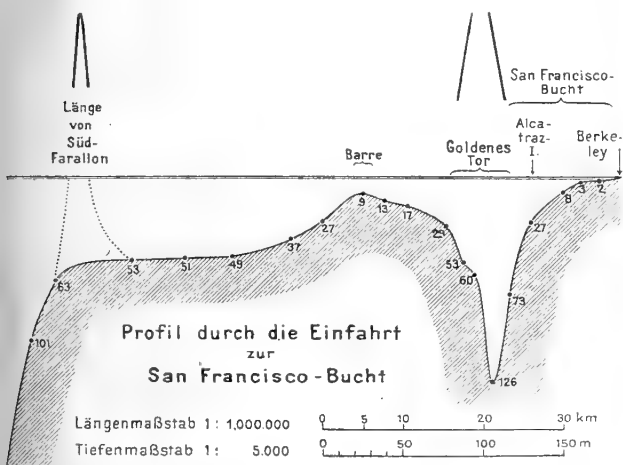 San Francisco-
Bucht
Länge
von
Süd-
Farallon
Barre
Goldenes
Tor
Alca-
traz-
I.
Berke-
ley
9
13
17
3
2
8
25
27
27
37
53
51
49
53
60
63
73
101
126
Profil durch die Einfahrt
zur
San Francisco-Bucht
Längenmaßstab 1: 1,000.000
0 5 10 20 30 km
Tiefenmaßstab 1: 5.000
0 50 100 150 m